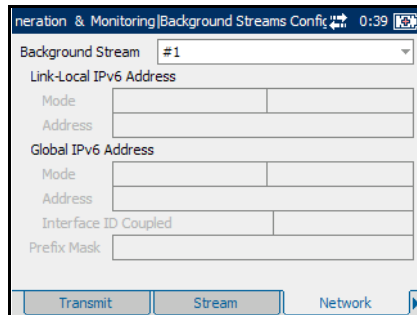 neration & Monitoring|Background Streams Config 0:39
Background Stream #1
Link-Local IPv6 Address
Mode
Address
Global IPv6 Address
Mode
Address
Interface ID Coupled
Prefix Mask
Transmit Stream Network